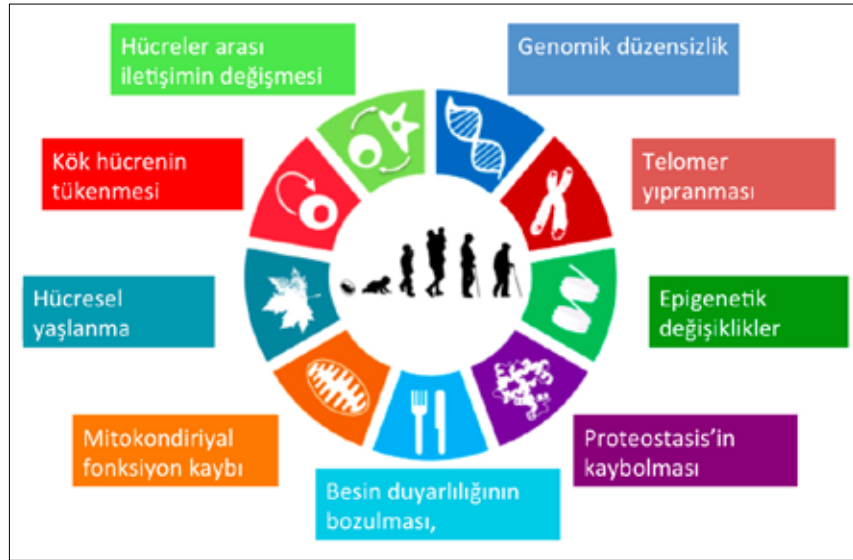 Hücreler arası
iletişimin değişmesi
Genomik düzensizlik
Kök hücrenin
tükenmesi
Telomer
yıpranması
Hücresel
yaşlanma
Epigenetik
değişiklikler
Mitokondiriyal
fonksiyon kaybı
Proteostasis’in
kaybolması
Besin duyarlılığının
bozulması,